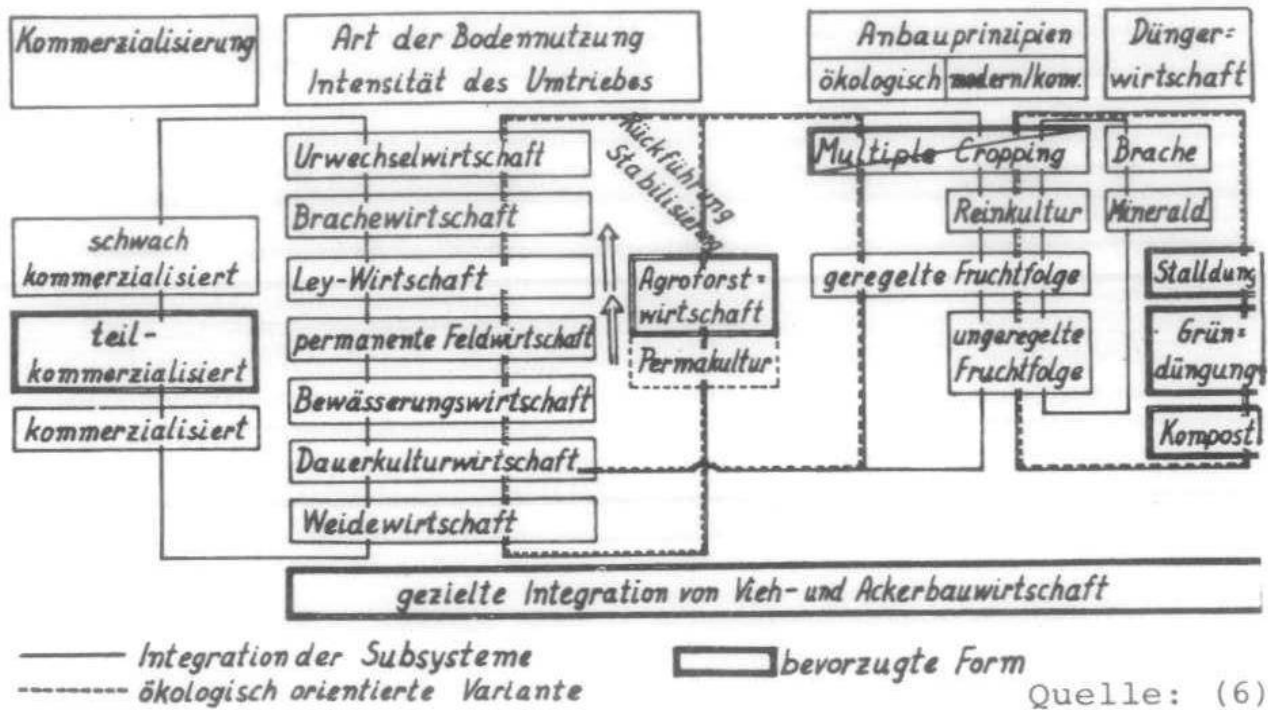 Kommerzialisierung
Art der Bodennutzung
Intensität des Umtriebes
Anbauprinzipien
ökologisch
modern/konv.
Dünger=
wirtschaft
schwach
kommerzialisiert
teil-
kommerzialisiert
kommerzialisiert
Urwechselwirtschaft
Brachewirtschaft
Ley-Wirtschaft
permanente Feldwirtschaft
Bewässerungswirtschaft
Dauerkulturwirtschaft
Weidewirtschaft
Rückführung
Stabilisierung
Agroforst=
wirtschaft
Permakultur
Multiple Cropping
Reinkultur
geregelte Fruchtfolge
ungeregelte
Fruchtfolge
Brache
Minerald.
Stalldung
Grün=
düngung
Kompost
gezielte Integration von Vieh- und Ackerbauwirtschaft
Integration der Subsysteme
ökologisch orientierte Variante
bevorzugte Form
Quelle: (6)